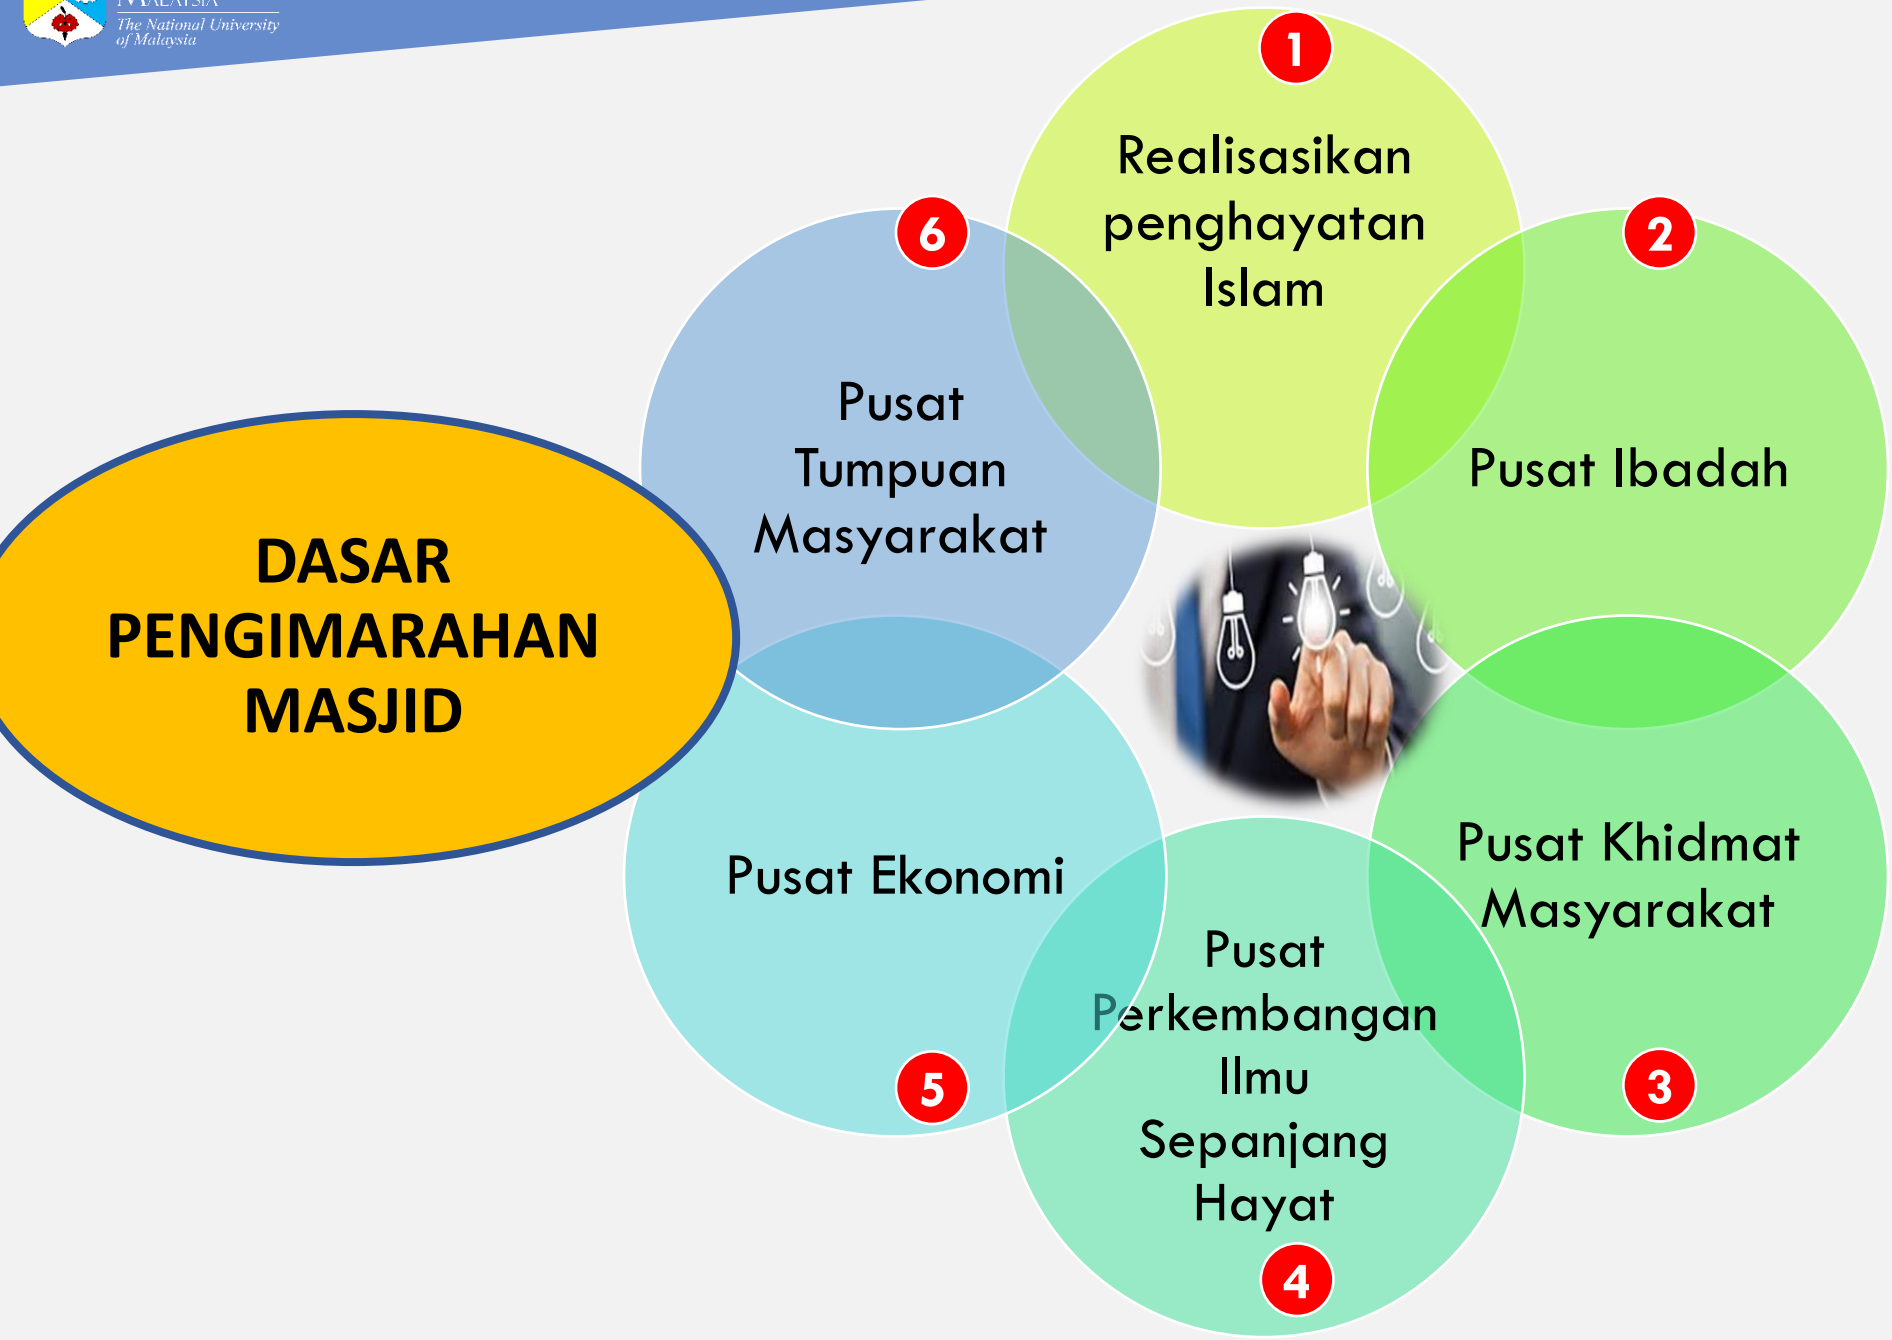 MALAYSIA
The National University
of Malaysia
DASAR
PENGIMARAHAN
MASJID
1
Realisasikan
penghayatan
Islam
2
Pusat Ibadah
3
Pusat Khidmat
Masyarakat
4
Pusat
Perkembangan
Ilmu
Sepanjang
Hayat
5
Pusat Ekonomi
6
Pusat
Tumpuan
Masyarakat